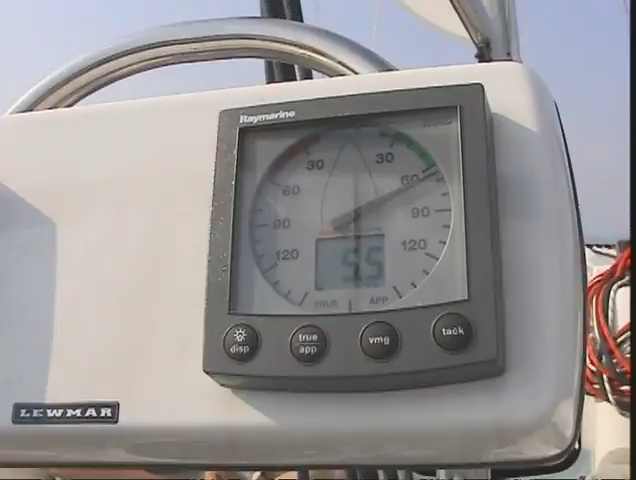 Raymarine
WIND
30 30
60 60
90 90
120 120
5.5
TRUE APP
disp
true
app
vmg
tack
LEWMAR